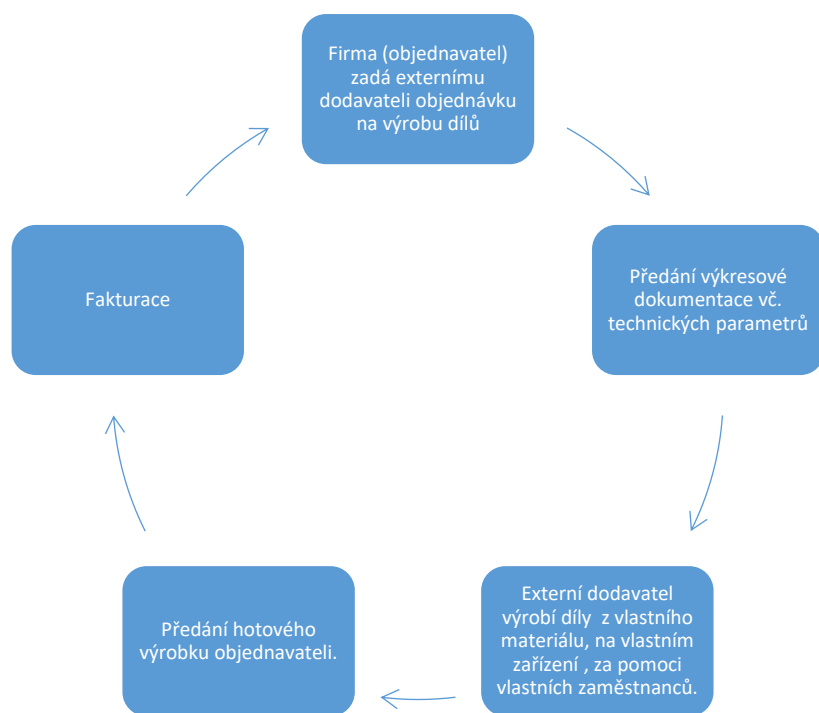 Firma (objednavatel)
zadá externímu
dodavateli objednávku
na výrobu dílů
Předání výkresové
dokumentace vč.
technických parametrů
Externí dodavatel
výrobí díly  z vlastního
materiálu, na vlastním
zařízení , za pomoci
vlastních zaměstnanců.
Předání hotového
výrobku objednavateli.
Fakturace